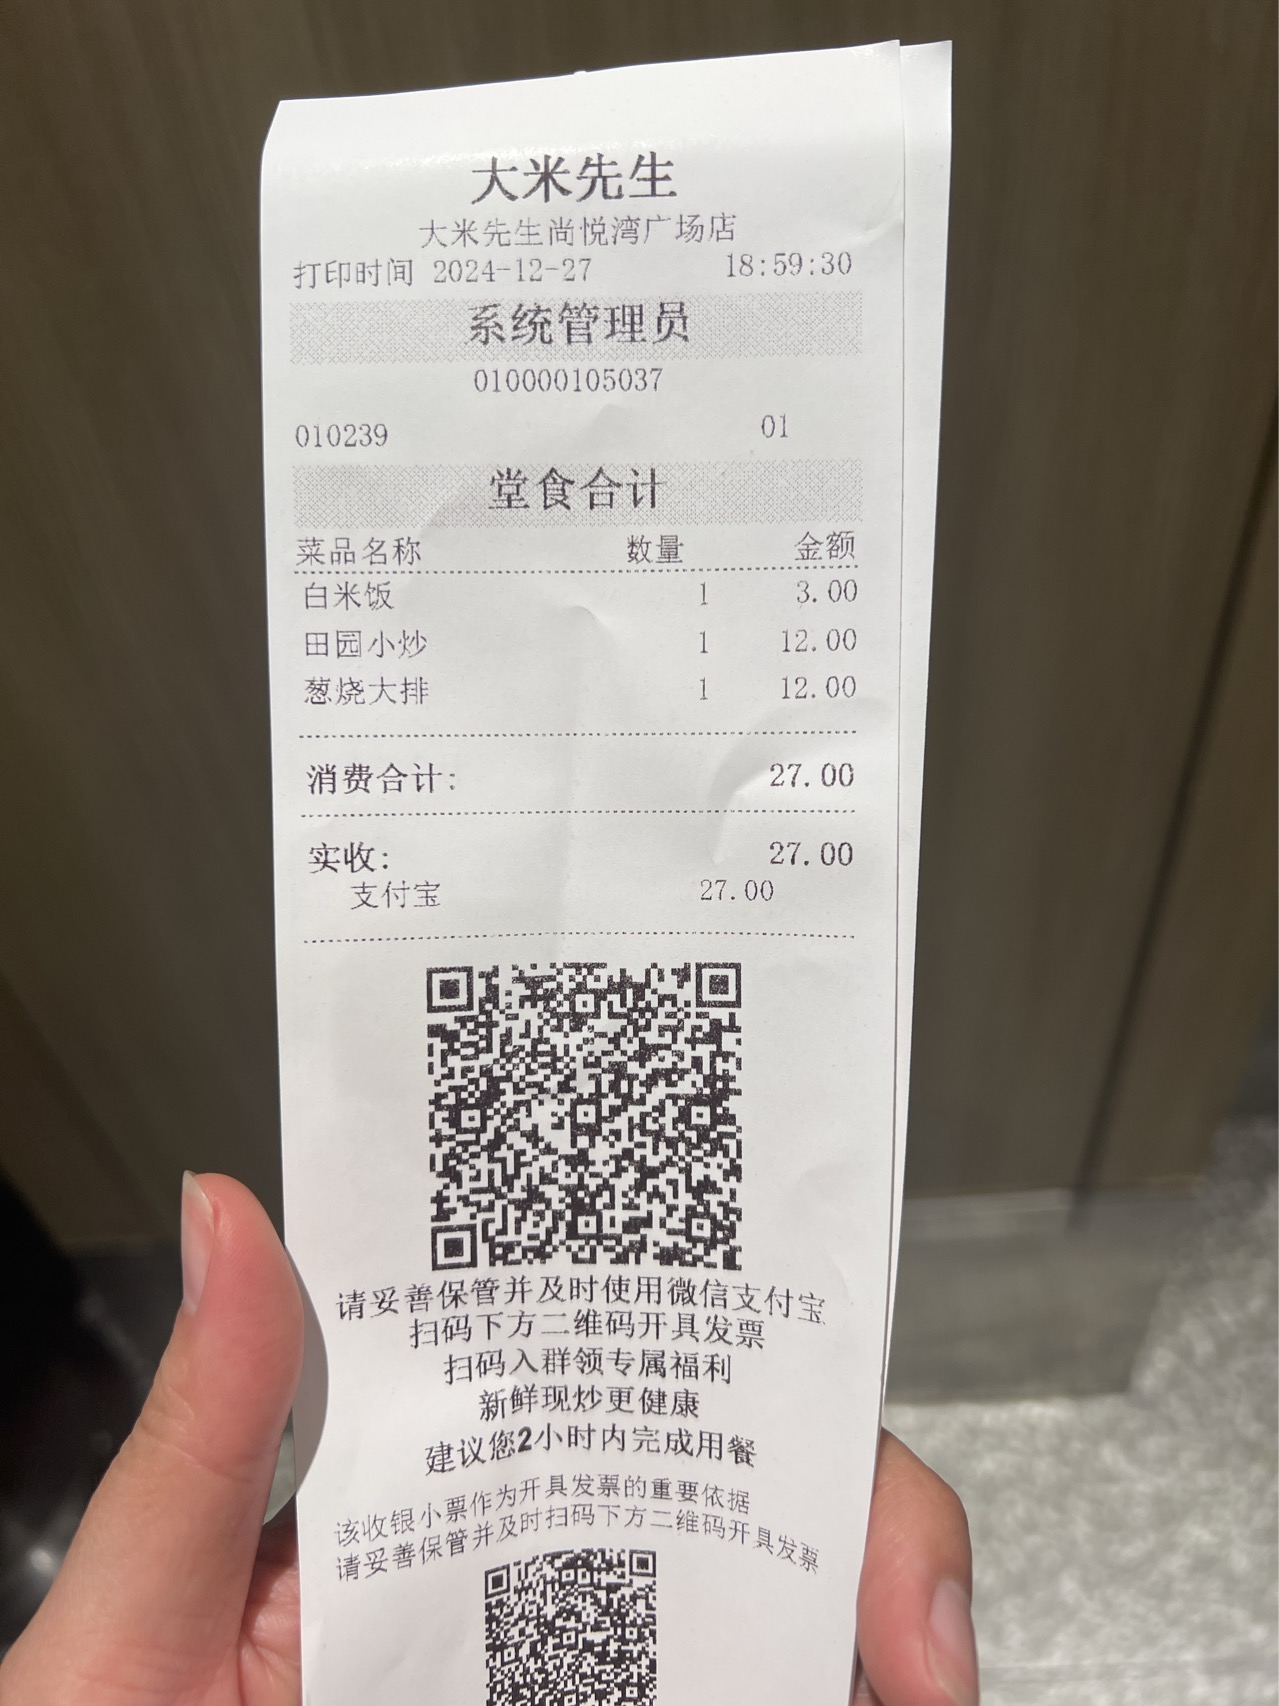 大米先生
大米先生尚悦湾广场店
打印时间 2024-12-27 18:59:30
系统管理员
010000105037
010239 01
堂食合计
菜品名称 数量 金额
白米饭 1 3.00
田园小炒 1 12.00
葱烧大排 1 12.00
消费合计: 27.00
实收: 27.00
支付宝 27.00
请妥善保管并及时使用微信支付宝
扫码下方二维码开具发票
扫码入群领专属福利
新鲜现炒更健康
建议您2小时内完成用餐
该收银小票作为开具发票的重要依据
请妥善保管并及时扫码下方二维码开具发票